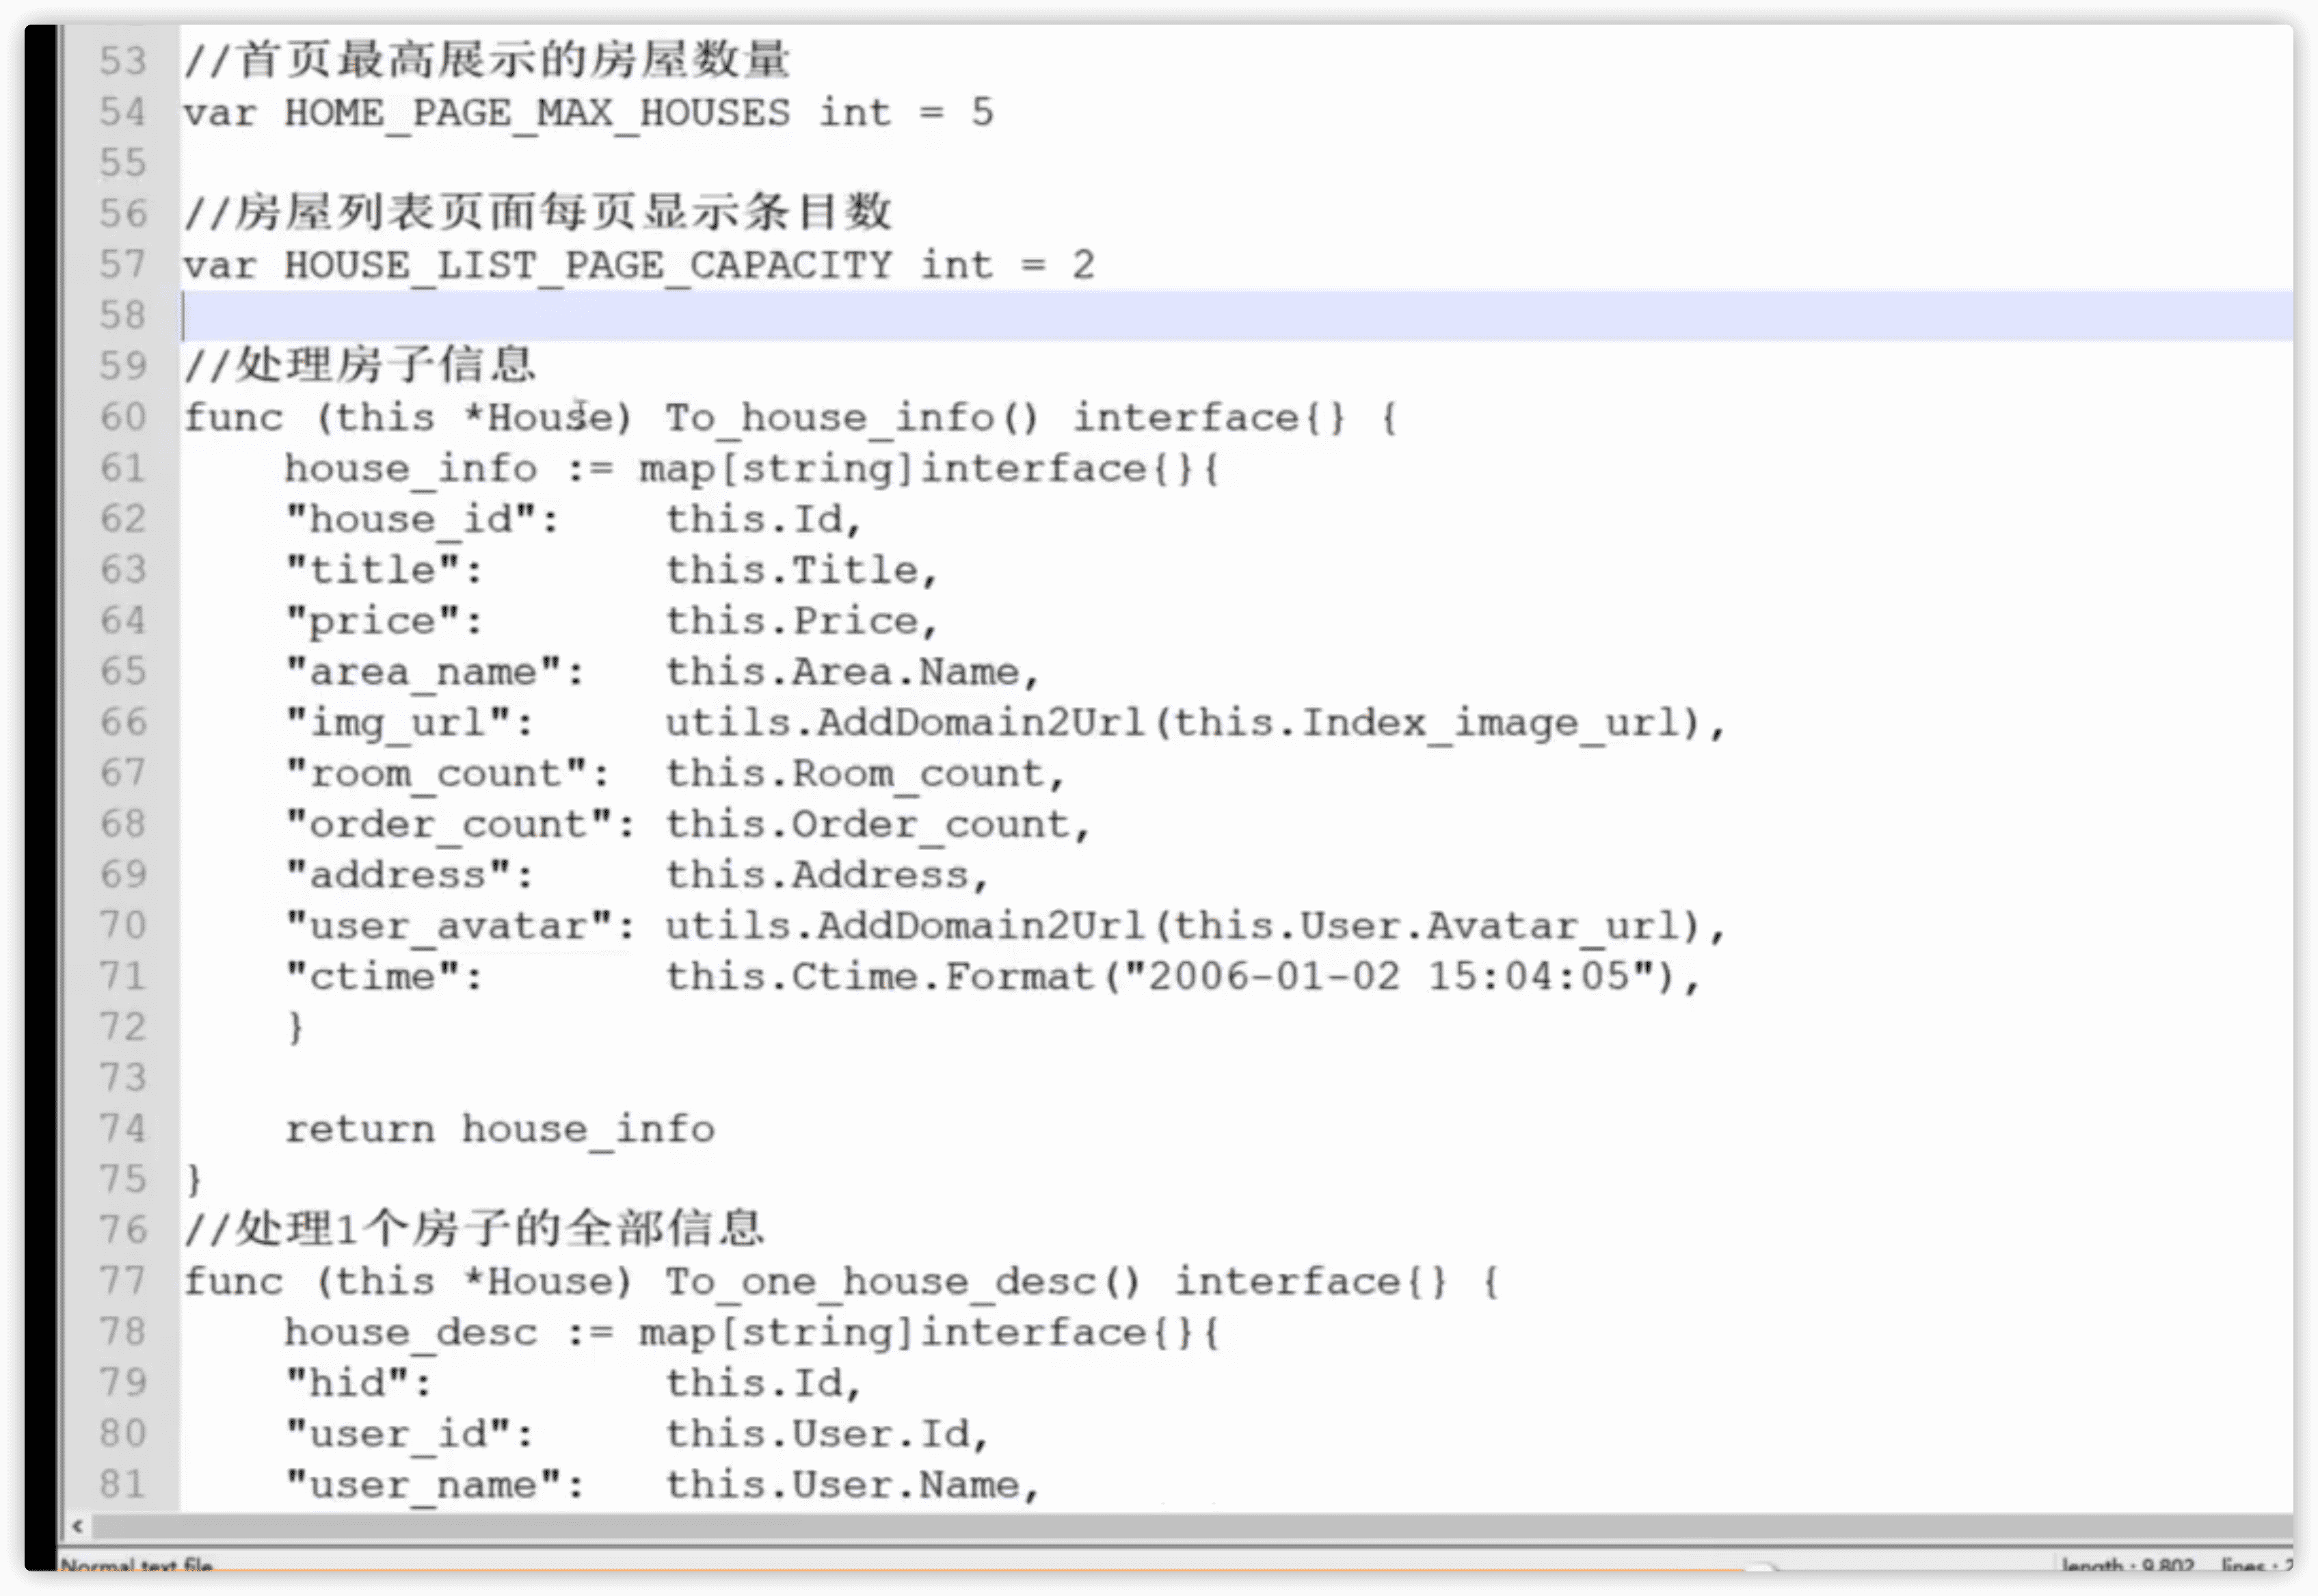 53 //首页最高展示的房屋数量
54 var HOME_PAGE_MAX_HOUSES int = 5
55
56 //房屋列表页面每页显示条目数
57 var HOUSE_LIST_PAGE_CAPACITY int = 2
58
59 //处理房子信息
60 func (this *House) To_house_info() interface{} {
61     house_info := map[string]interface{}{
62     "house_id":    this.Id,
63     "title":       this.Title,
64     "price":       this.Price,
65     "area_name":   this.Area.Name,
66     "img_url":     utils.AddDomain2Url(this.Index_image_url),
67     "room_count":  this.Room_count,
68     "order_count": this.Order_count,
69     "address":     this.Address,
70     "user_avatar": utils.AddDomain2Url(this.User.Avatar_url),
71     "ctime":       this.Ctime.Format("2006-01-02 15:04:05"),
72     }
73
74     return house_info
75 }
76 //处理1个房子的全部信息
77 func (this *House) To_one_house_desc() interface{} {
78     house_desc := map[string]interface{}{
79     "hid":         this.Id,
80     "user_id":     this.User.Id,
81     "user_name":   this.User.Name,
Normal text file length : 9,802 lines :